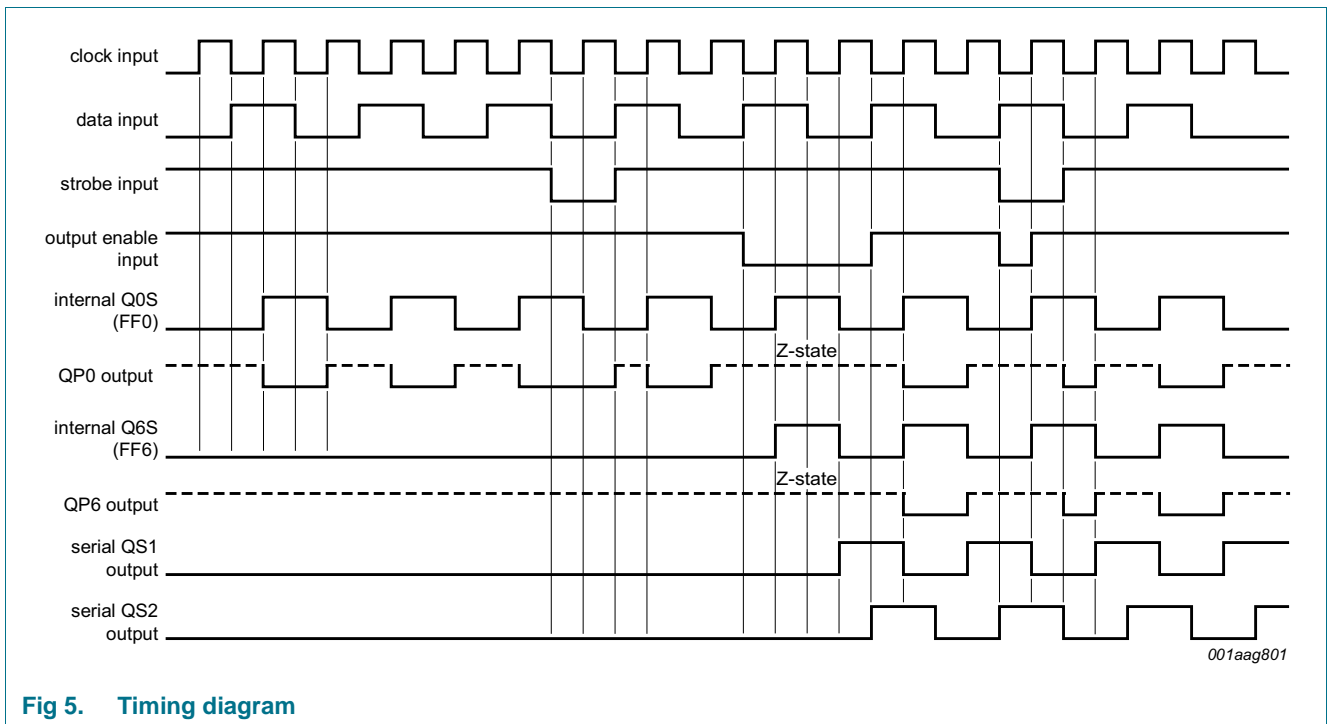 clock input
data input
strobe input
output enable
input
internal Q0S
(FF0)
Z-state
QP0 output
internal Q6S
(FF6)
Z-state
QP6 output
serial QS1
output
serial QS2
output
001aag801
Fig 5. Timing diagram